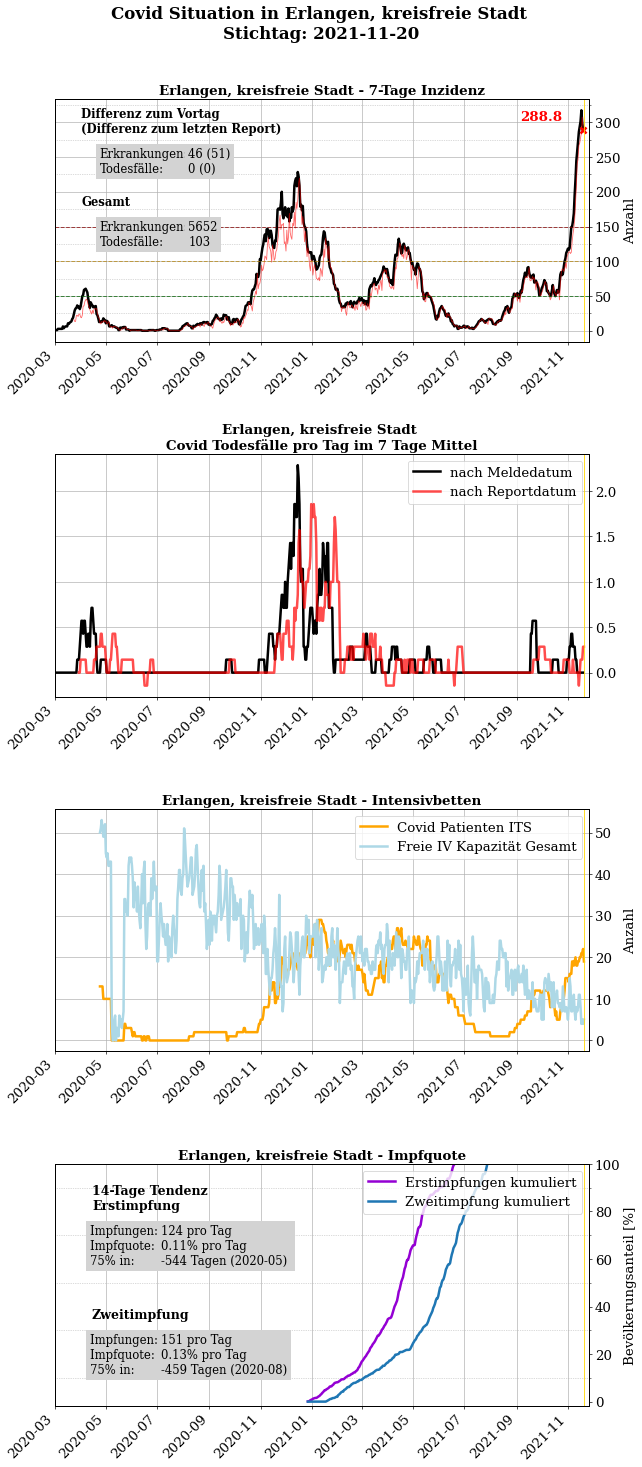 Covid Situation in Erlangen, kreisfreie Stadt
Stichtag: 2021-11-20
Erlangen, kreisfreie Stadt - 7-Tage Inzidenz
Differenz zum Vortag
(Differenz zum letzten Report)
Erkrankungen 46 (51)
Todesfälle: 0 (0)
Gesamt
Erkrankungen 5652
Todesfälle: 103
288.8
300
250
200
150
100
50
0
Anzahl
2020-03 2020-05 2020-07 2020-09 2020-11 2021-01 2021-03 2021-05 2021-07 2021-09 2021-11
Erlangen, kreisfreie Stadt
Covid Todesfälle pro Tag im 7 Tage Mittel
nach Meldedatum
nach Reportdatum
2.0
1.5
1.0
0.5
0.0
2020-03 2020-05 2020-07 2020-09 2020-11 2021-01 2021-03 2021-05 2021-07 2021-09 2021-11
Erlangen, kreisfreie Stadt - Intensivbetten
Covid Patienten ITS
Freie IV Kapazität Gesamt
50
40
30
20
10
0
Anzahl
2020-03 2020-05 2020-07 2020-09 2020-11 2021-01 2021-03 2021-05 2021-07 2021-09 2021-11
Erlangen, kreisfreie Stadt - Impfquote
14-Tage Tendenz
Erstimpfung
Impfungen: 124 pro Tag
Impfquote: 0.11% pro Tag
75% in: -544 Tagen (2020-05)
Zweitimpfung
Impfungen: 151 pro Tag
Impfquote: 0.13% pro Tag
75% in: -459 Tagen (2020-08)
Erstimpfungen kumuliert
Zweitimpfung kumuliert
100
80
60
40
20
0
Bevölkerungsanteil [%]
2020-03 2020-05 2020-07 2020-09 2020-11 2021-01 2021-03 2021-05 2021-07 2021-09 2021-11